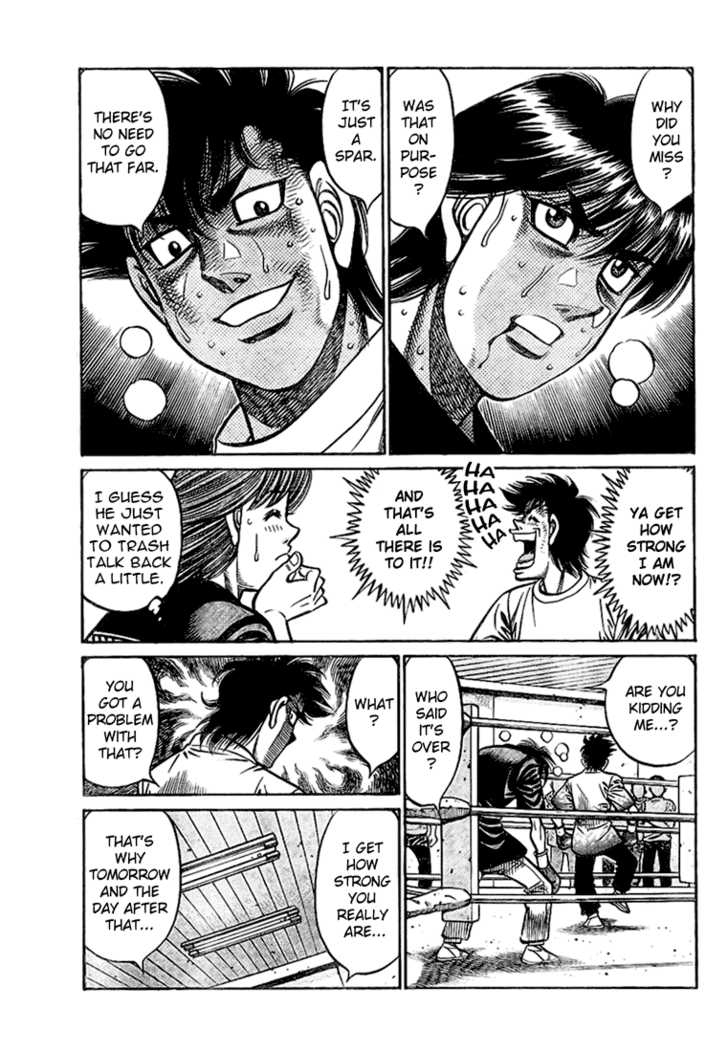 WHY
DID
YOU
MISS
?
WAS
THAT ON
PUR-
POSE
?
IT'S
JUST
A
SPAR.
THERE'S
NO NEED
TO GO
THAT FAR.
YA GET
HOW
STRONG
I AM
NOW!?
HA
HA
HA
HA
HA
AND
THAT'S
ALL
THERE IS
TO IT!!
I GUESS
HE JUST
WANTED
TO TRASH
TALK BACK
A LITTLE.
ARE YOU
KIDDING
ME...?
WHO
SAID
IT'S
OVER
?
WHAT
?
YOU
GOT A
PROBLEM
WITH
THAT?
I GET
HOW
STRONG
YOU
REALLY
ARE...
THAT'S
WHY
TOMORROW
AND THE
DAY AFTER
THAT...